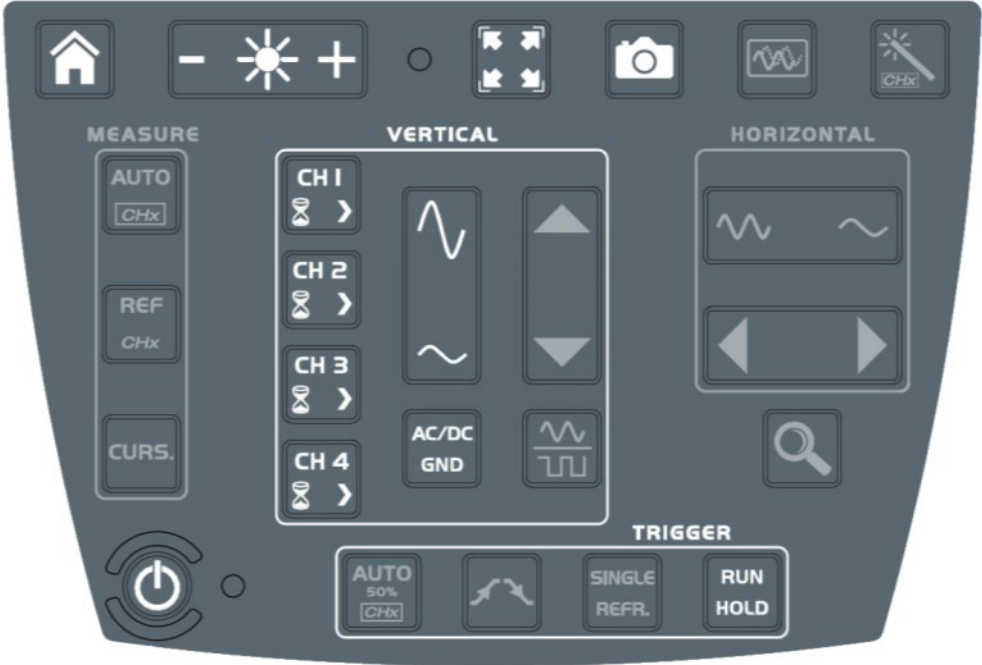 CHx
MEASURE
VERTICAL
HORIZONTAL
AUTO
CHx
REF
CHx
CURS.
CH 1
CH 2
CH 3
CH 4
AC/DC
GND
TRIGGER
AUTO
50%
CHx
SINGLE
REFR.
RUN
HOLD